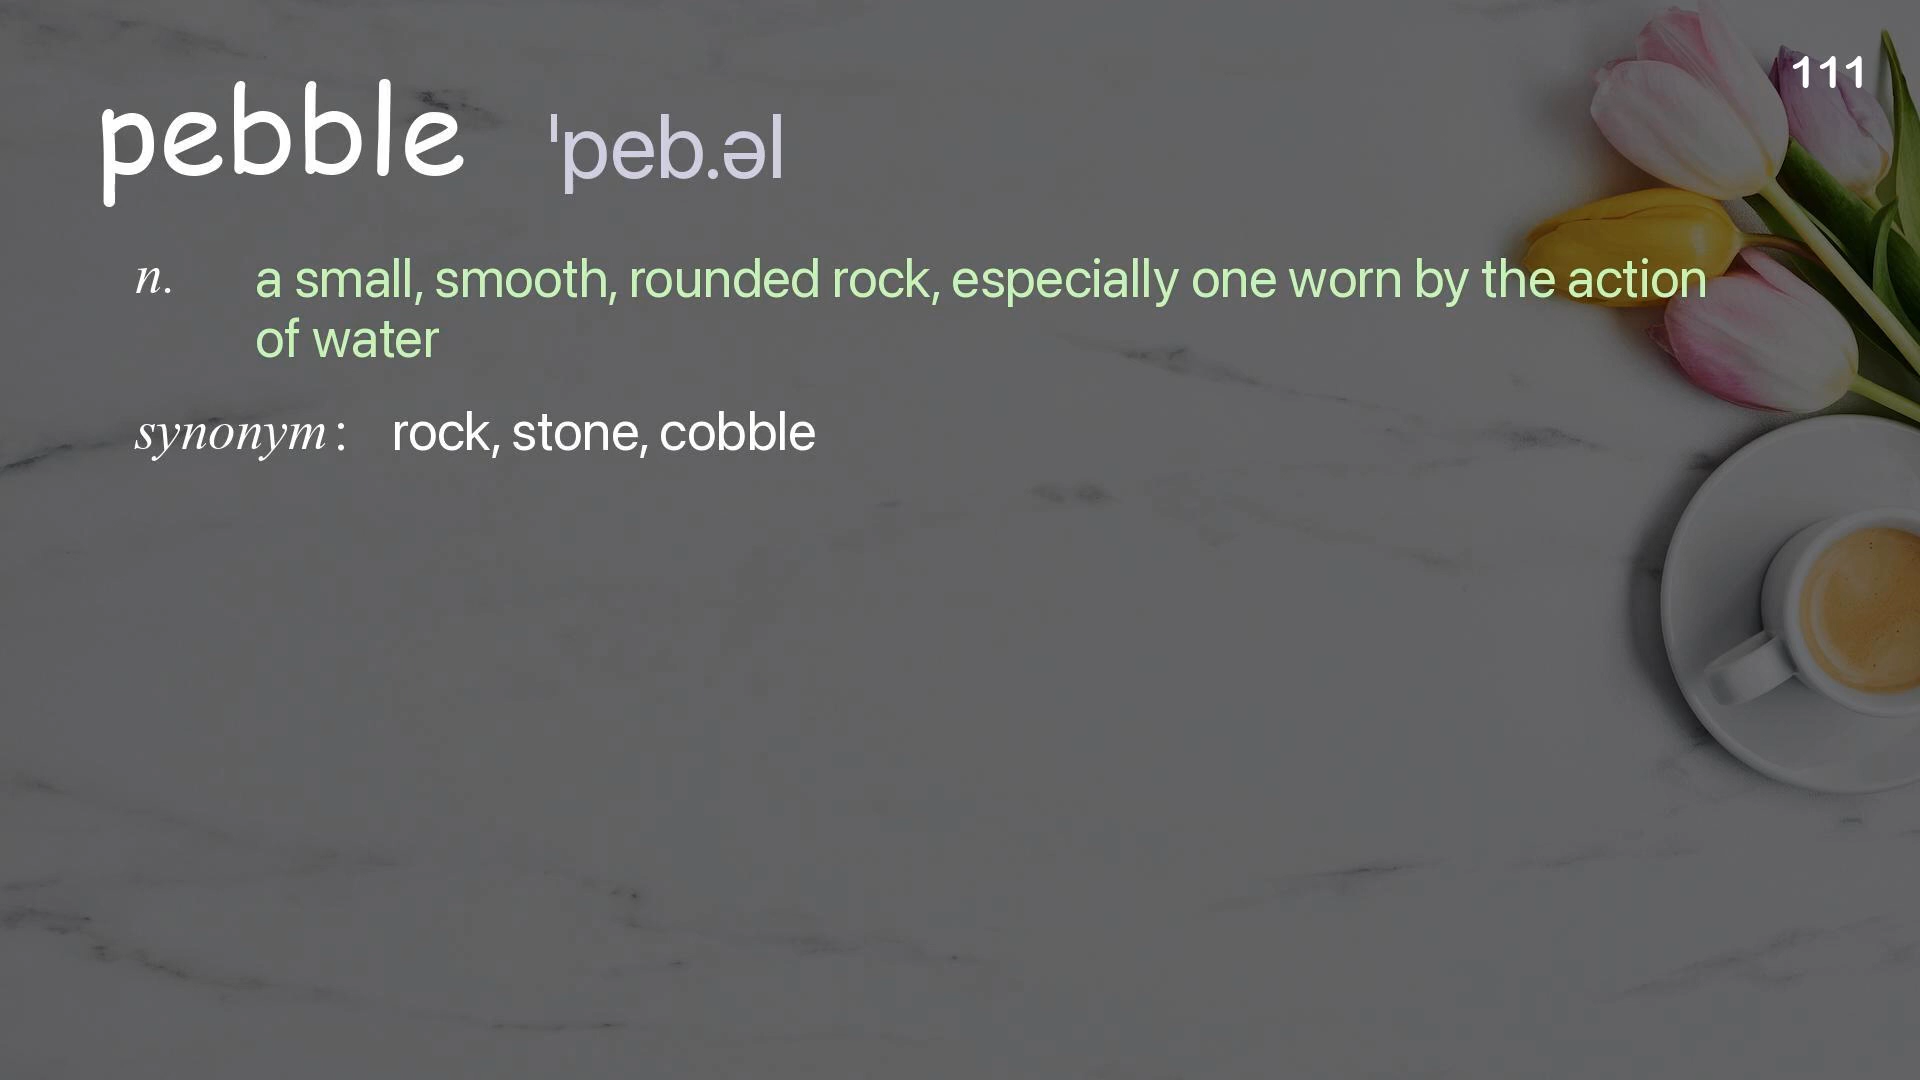 111
pebble ˈpeb.əl
n. a small, smooth, rounded rock, especially one worn by the action
of water
synonym: rock, stone, cobble